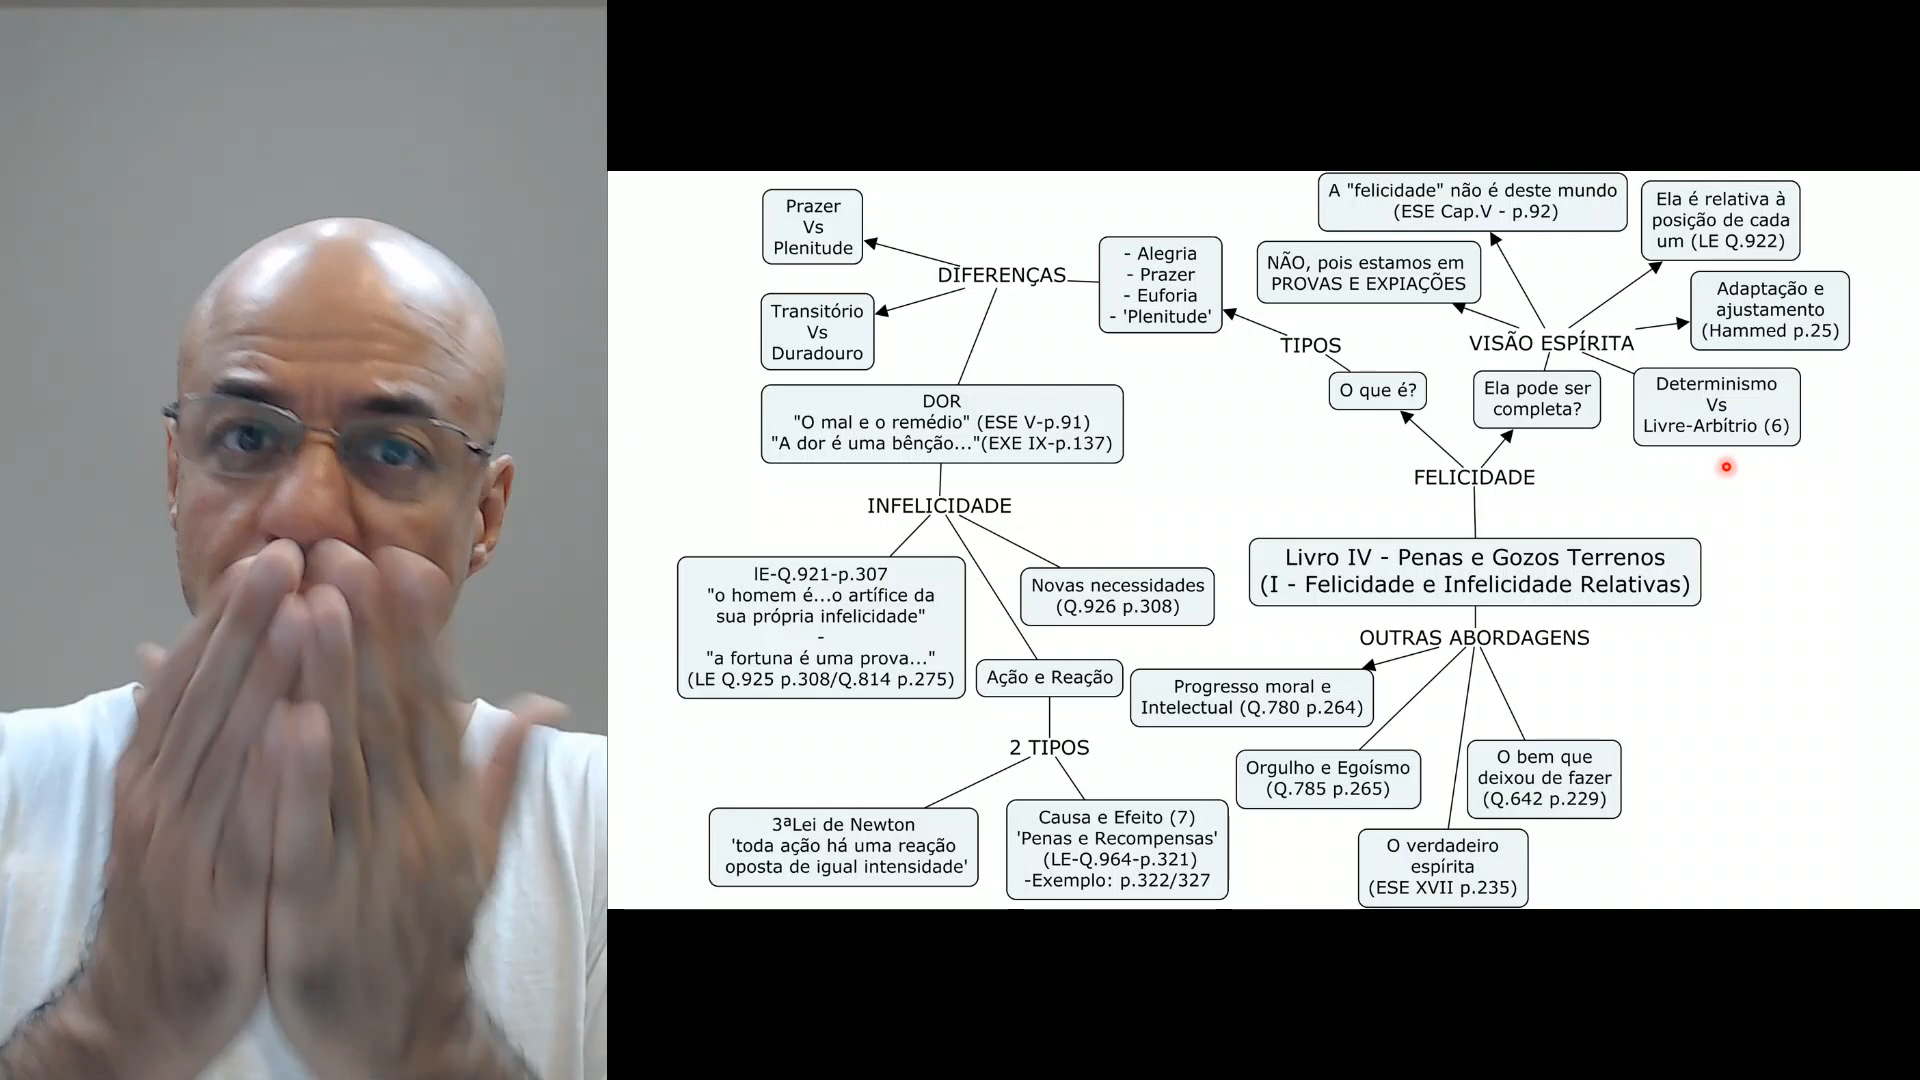 A "felicidade" não é deste mundo
(ESE Cap.V - p.92)
Ela é relativa à
posição de cada
um (LE Q.922)
Prazer
Vs
Plenitude
- Alegria
- Prazer
- Euforia
- 'Plenitude'
NÃO, pois estamos em
PROVAS E EXPIAÇÕES
DIFERENÇAS
Adaptação e
ajustamento
(Hammed p.25)
Transitório
Vs
Duradouro
TIPOS
VISÃO ESPÍRITA
O que é?
Ela pode ser
completa?
Determinismo
Vs
Livre-Arbítrio (6)
DOR
"O mal e o remédio" (ESE V-p.91)
"A dor é uma bênção..."(EXE IX-p.137)
FELICIDADE
INFELICIDADE
Livro IV - Penas e Gozos Terrenos
(I - Felicidade e Infelicidade Relativas)
lE-Q.921-p.307
"o homem é...o artífice da
sua própria infelicidade"
-
"a fortuna é uma prova..."
(LE Q.925 p.308/Q.814 p.275)
Novas necessidades
(Q.926 p.308)
OUTRAS ABORDAGENS
Ação e Reação
Progresso moral e
Intelectual (Q.780 p.264)
2 TIPOS
Orgulho e Egoísmo
(Q.785 p.265)
O bem que
deixou de fazer
(Q.642 p.229)
3ªLei de Newton
'toda ação há uma reação
oposta de igual intensidade'
Causa e Efeito (7)
'Penas e Recompensas'
(LE-Q.964-p.321)
-Exemplo: p.322/327
O verdadeiro
espírita
(ESE XVII p.235)